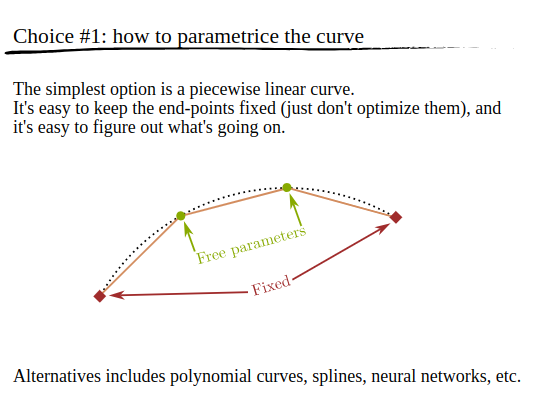 Choice #1: how to parametrice the curve
The simplest option is a piecewise linear curve.
It's easy to keep the end-points fixed (just don't optimize them), and
it's easy to figure out what's going on.
Free parameters
Fixed
Alternatives includes polynomial curves, splines, neural networks, etc.